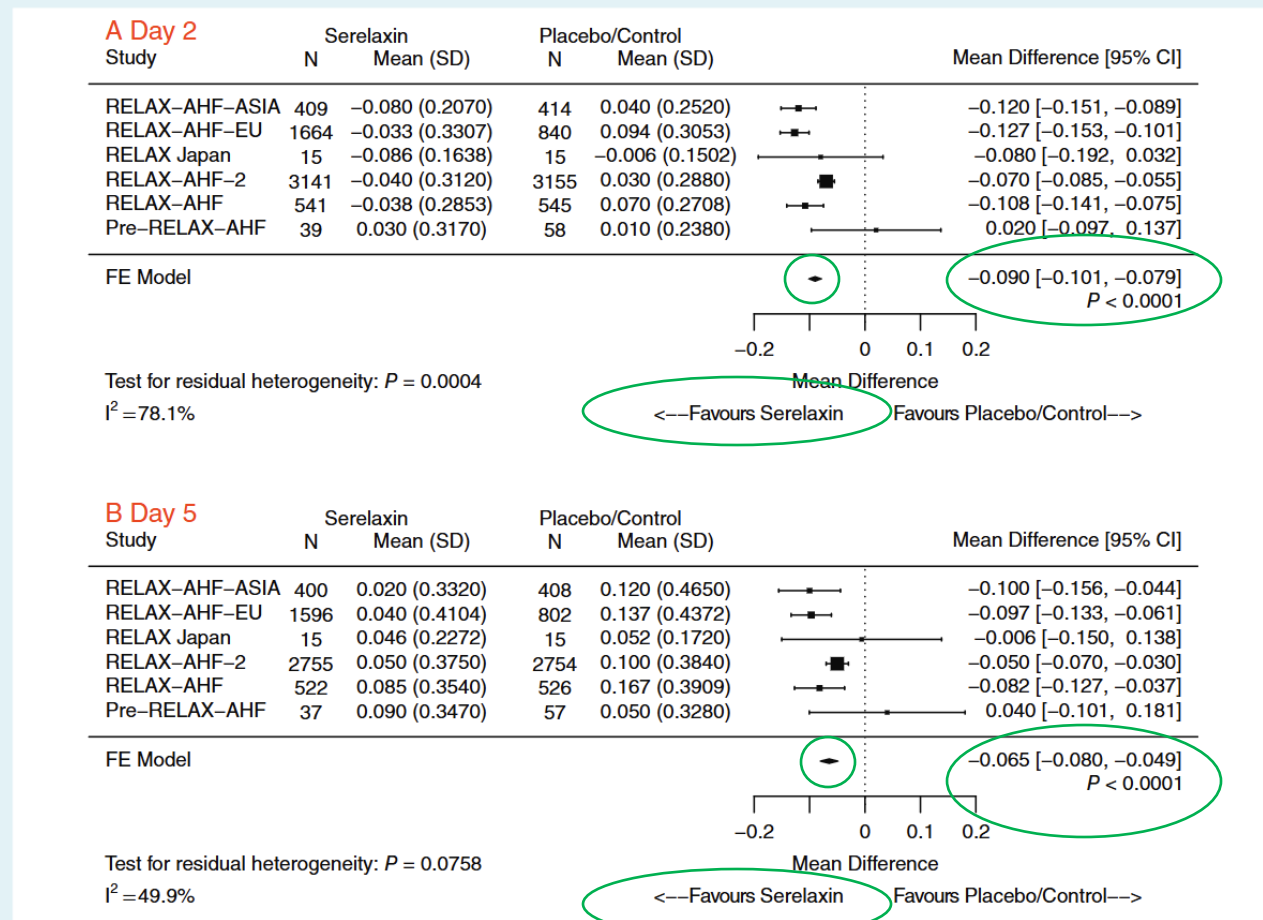 A Day 2
Serelaxin Placebo/Control
Study N Mean (SD) N Mean (SD) Mean Difference [95% CI]
RELAX−AHF−ASIA 409 −0.080 (0.2070) 414 0.040 (0.2520) −0.120 [−0.151, −0.089]
RELAX−AHF−EU 1664 −0.033 (0.3307) 840 0.094 (0.3053) −0.127 [−0.153, −0.101]
RELAX Japan 15 −0.086 (0.1638) 15 −0.006 (0.1502) −0.080 [−0.192, 0.032]
RELAX−AHF−2 3141 −0.040 (0.3120) 3155 0.030 (0.2880) −0.070 [−0.085, −0.055]
RELAX−AHF 541 −0.038 (0.2853) 545 0.070 (0.2708) −0.108 [−0.141, −0.075]
Pre−RELAX−AHF 39 0.030 (0.3170) 58 0.010 (0.2380) 0.020 [−0.097, 0.137]
FE Model −0.090 [−0.101, −0.079]
P < 0.0001
−0.2 0 0.1 0.2
Test for residual heterogeneity: P = 0.0004 Mean Difference
I² =78.1% <−−Favours Serelaxin Favours Placebo/Control−−>
B Day 5
Serelaxin Placebo/Control
Study N Mean (SD) N Mean (SD) Mean Difference [95% CI]
RELAX−AHF−ASIA 400 0.020 (0.3320) 408 0.120 (0.4650) −0.100 [−0.156, −0.044]
RELAX−AHF−EU 1596 0.040 (0.4104) 802 0.137 (0.4372) −0.097 [−0.133, −0.061]
RELAX Japan 15 0.046 (0.2272) 15 0.052 (0.1720) −0.006 [−0.150, 0.138]
RELAX−AHF−2 2755 0.050 (0.3750) 2754 0.100 (0.3840) −0.050 [−0.070, −0.030]
RELAX−AHF 522 0.085 (0.3540) 526 0.167 (0.3909) −0.082 [−0.127, −0.037]
Pre−RELAX−AHF 37 0.090 (0.3470) 57 0.050 (0.3280) 0.040 [−0.101, 0.181]
FE Model −0.065 [−0.080, −0.049]
P < 0.0001
−0.2 0 0.1 0.2
Test for residual heterogeneity: P = 0.0758 Mean Difference
I² =49.9% <−−Favours Serelaxin Favours Placebo/Control−−>